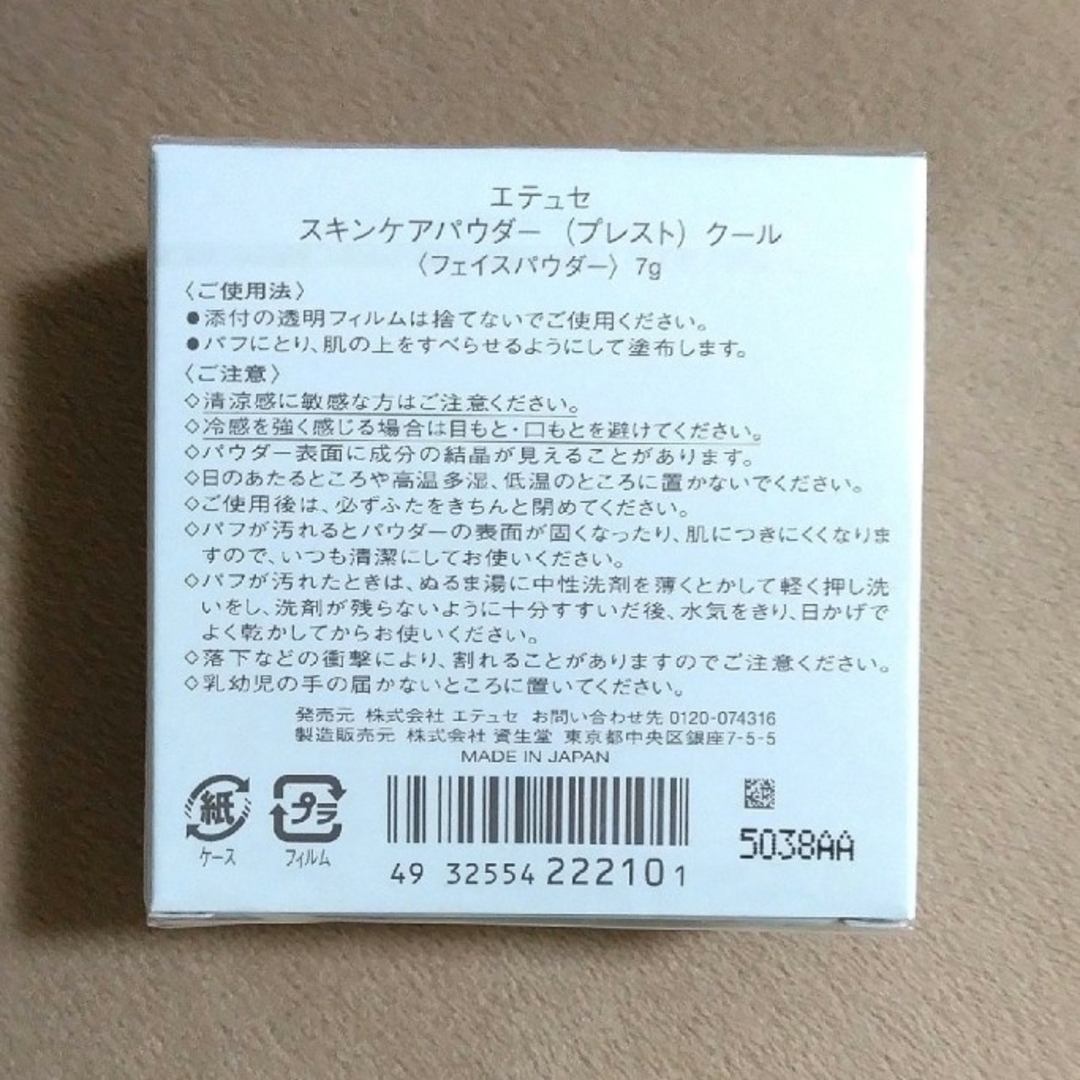 エテュセ
スキンケアパウダー（プレスト）クール
〈フェイスパウダー〉7g
〈ご使用法〉
●添付の透明フィルムは捨てないでご使用ください。
●パフにとり、肌の上をすべらせるようにして塗布します。
〈ご注意〉
◇清涼感に敏感な方はご注意ください。
◇冷感を強く感じる場合は目もと・口もとを避けてください。
◇パウダー表面に成分の結晶が見えることがあります。
◇日のあたるところや高温多湿、低温のところに置かないでください。
◇ご使用後は、必ずふたをきちんと閉めてください。
◇パフが汚れるとパウダーの表面が固くなったり、肌につきにくくなりま
すので、いつも清潔にしてお使いください。
◇パフが汚れたときは、ぬるま湯に中性洗剤を薄くとかして軽く押し洗
いをし、洗剤が残らないように十分すすいだ後、水気をきり、日かげで
よく乾かしてからお使いください。
◇落下などの衝撃により、割れることがありますのでご注意ください。
◇乳幼児の手の届かないところに置いてください。
発売元 株式会社 エテュセ お問い合わせ先 0120-074316
製造販売元 株式会社 資生堂 東京都中央区銀座7-5-5
MADE IN JAPAN
紙 プラ
ケース フィルム
5038AA
49 32554 222101